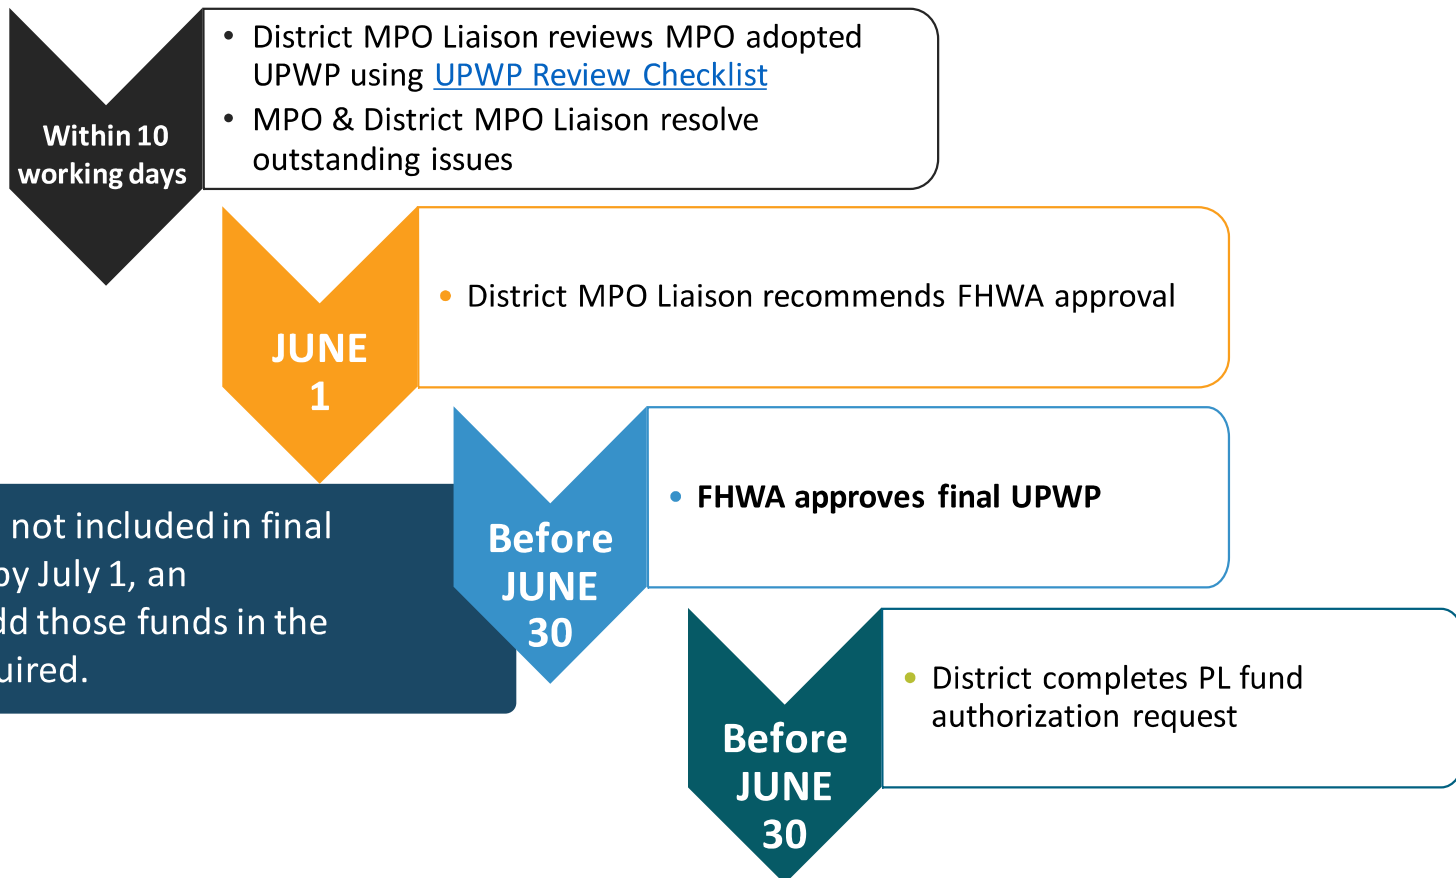 Within 10
working days
• District MPO Liaison reviews MPO adopted
UPWP using UPWP Review Checklist
• MPO & District MPO Liaison resolve
outstanding issues
JUNE
1
• District MPO Liaison recommends FHWA approval
not included in final
by July 1, an
those funds in the
Before
JUNE
30
• FHWA approves final UPWP
Before
JUNE
30
• District completes PL fund
authorization request